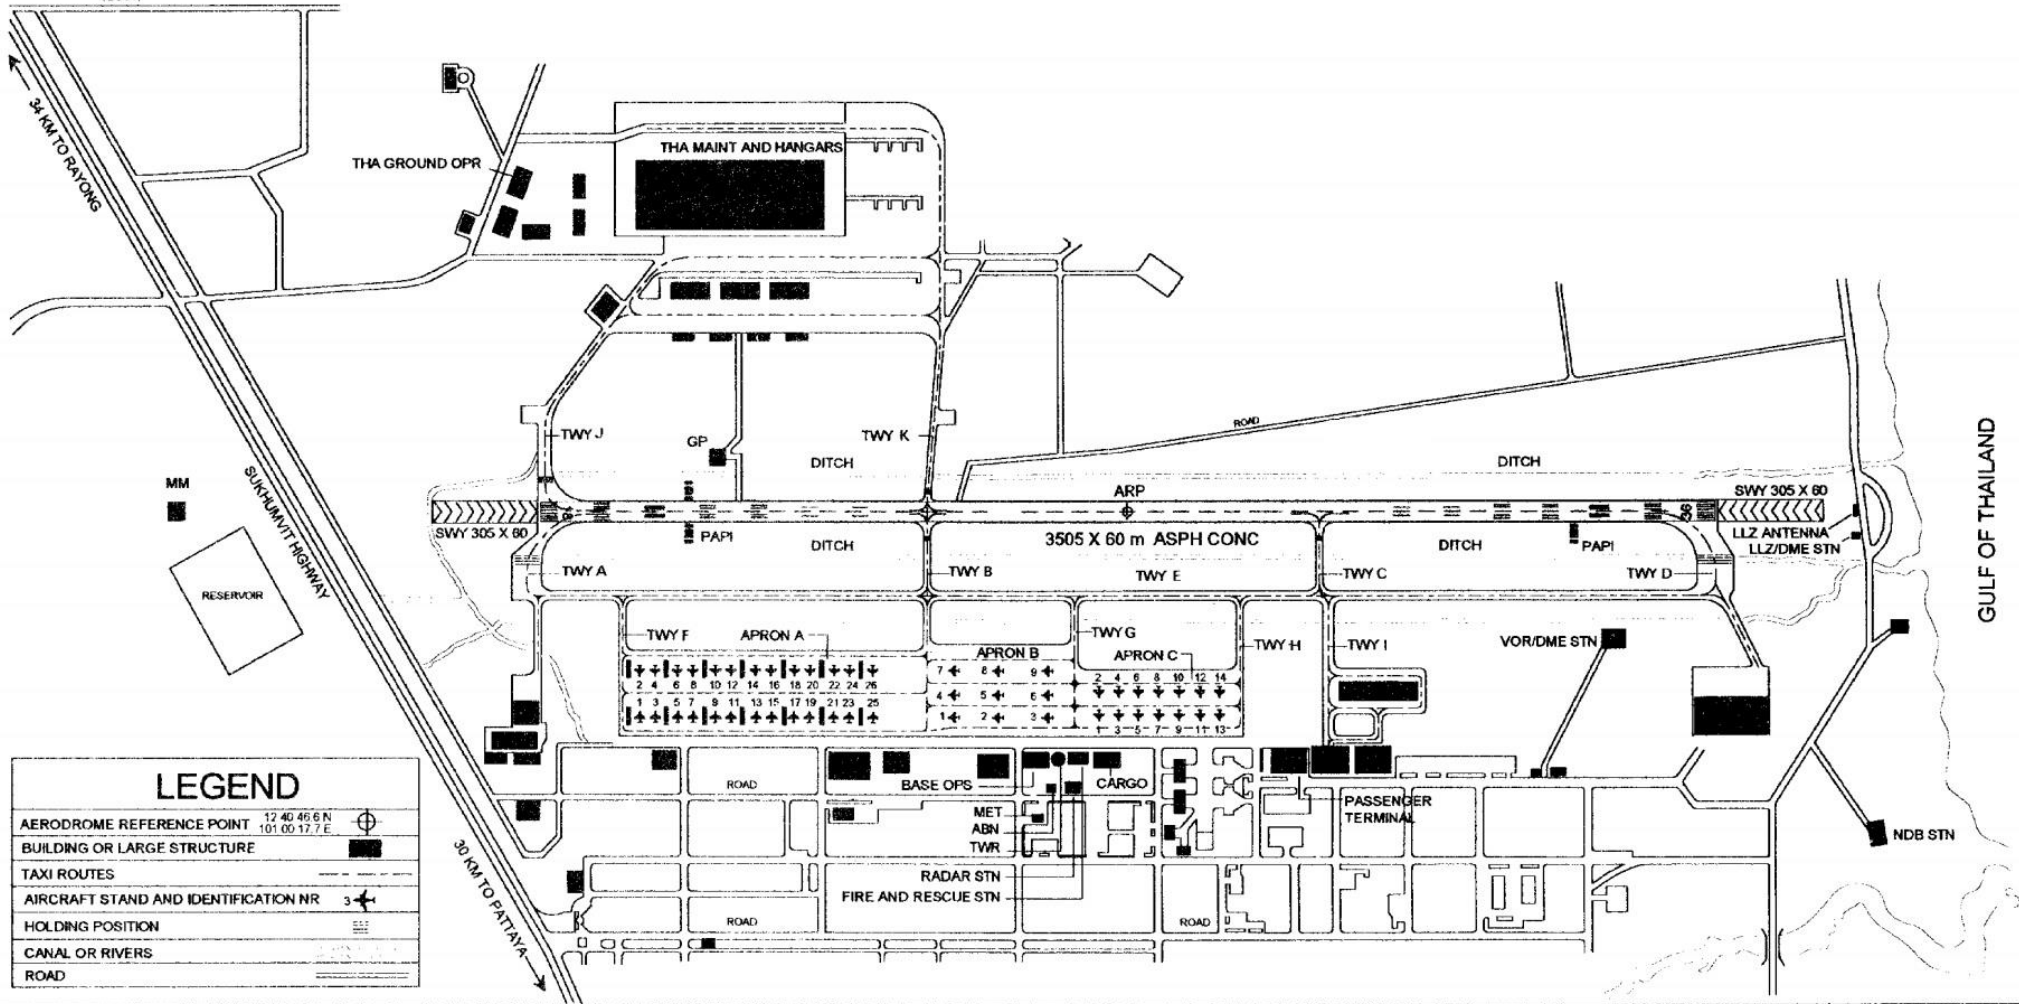 34 KM TO RAYONG
THA GROUND OPR
THA MAINT AND HANGARS
TWY J
GP
TWY K
DITCH
ROAD
DITCH
MM
SUKHUMVIT HIGHWAY
ARP
SWY 305 X 60
18
36
SWY 305 X 60
PAPI
DITCH
3505 X 60 m ASPH CONC
DITCH
PAPI
LLZ ANTENNA
LLZ/DME STN
GULF OF THAILAND
TWY A
TWY B
TWY E
TWY C
TWY D
RESERVOIR
TWY F
APRON A
TWY G
APRON B
APRON C
TWY H
TWY I
VOR/DME STN
2 4 6 8 10 12 14 16 18 20 22 24 26
1 3 5 7 9 11 13 15 17 19 21 23 25
7 8 9
4 5 6
1 2 3
2 4 6 8 10 12 14
1 3 5 7 9 11 13
ROAD
BASE OPS
CARGO
MET
ABN
TWR
RADAR STN
FIRE AND RESCUE STN
PASSENGER
TERMINAL
NDB STN
ROAD
ROAD
30 KM TO PATTAYA
LEGEND
AERODROME REFERENCE POINT 12 40 46.6 N
101 00 17.7 E
BUILDING OR LARGE STRUCTURE
TAXI ROUTES
AIRCRAFT STAND AND IDENTIFICATION NR 3
HOLDING POSITION
CANAL OR RIVERS
ROAD